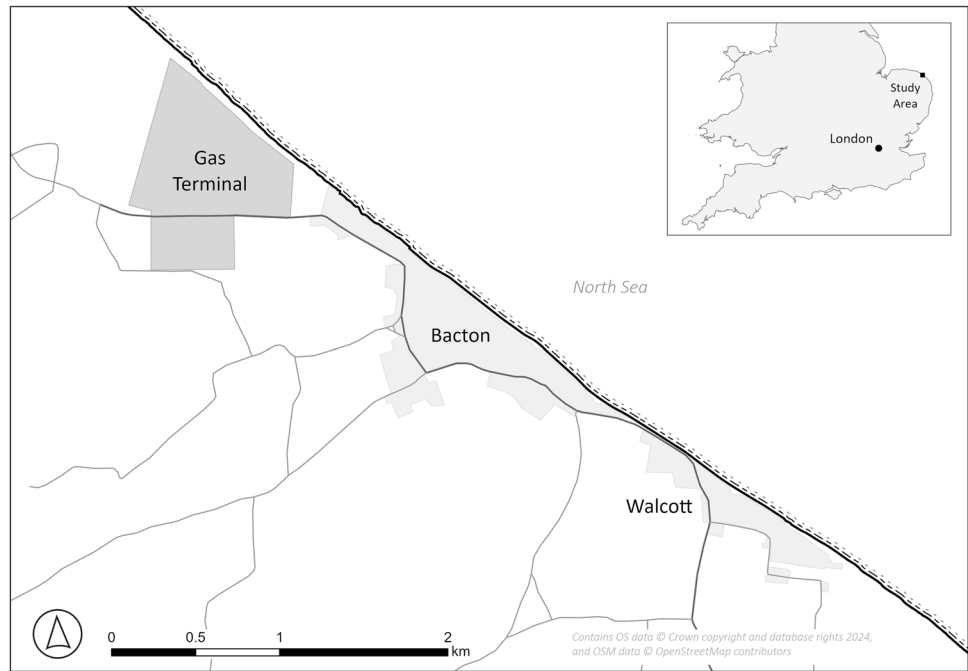 Gas
Terminal
Study
Area
London
North Sea
Bacton
Walcott
0
0.5
1
2
km
Contains OS data © Crown copyright and database rights 2024,
and OSM data © OpenStreetMap contributors